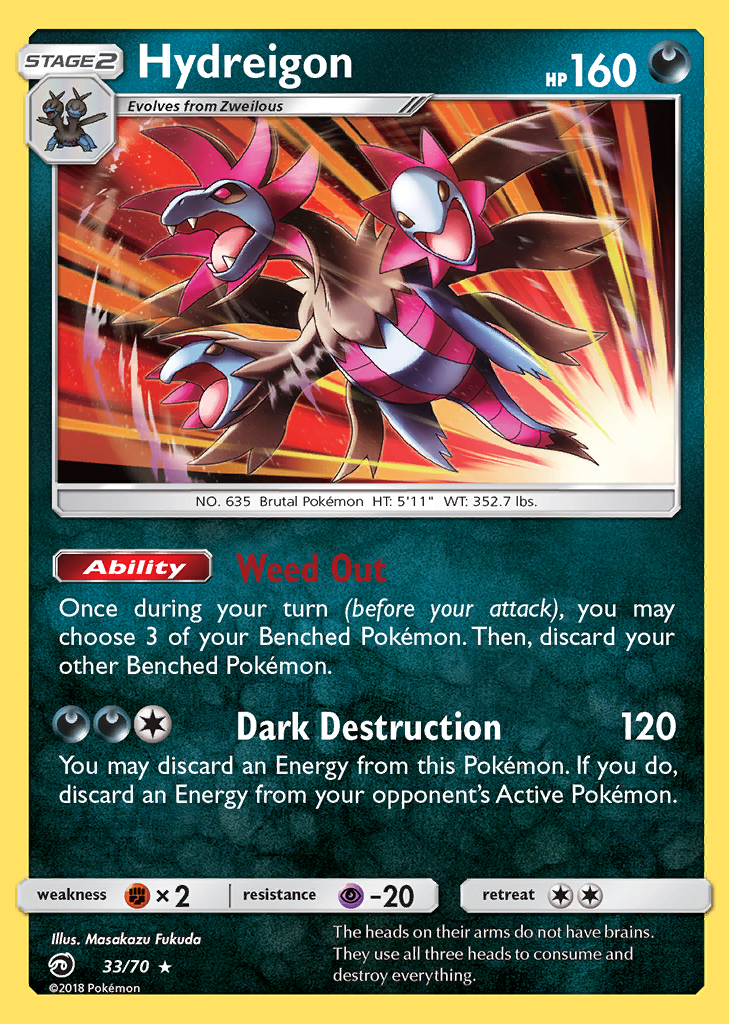 STAGE2
Hydreigon
HP 160
Evolves from Zweilous
NO. 635 Brutal Pokémon HT: 5'11" WT: 352.7 lbs.
Ability Weed Out
Once during your turn (before your attack), you may
choose 3 of your Benched Pokémon. Then, discard your
other Benched Pokémon.
Dark Destruction 120
You may discard an Energy from this Pokémon. If you do,
discard an Energy from your opponent's Active Pokémon.
weakness ×2 resistance -20 retreat
Illus. Masakazu Fukuda
33/70 ★
©2018 Pokémon
The heads on their arms do not have brains.
They use all three heads to consume and
destroy everything.